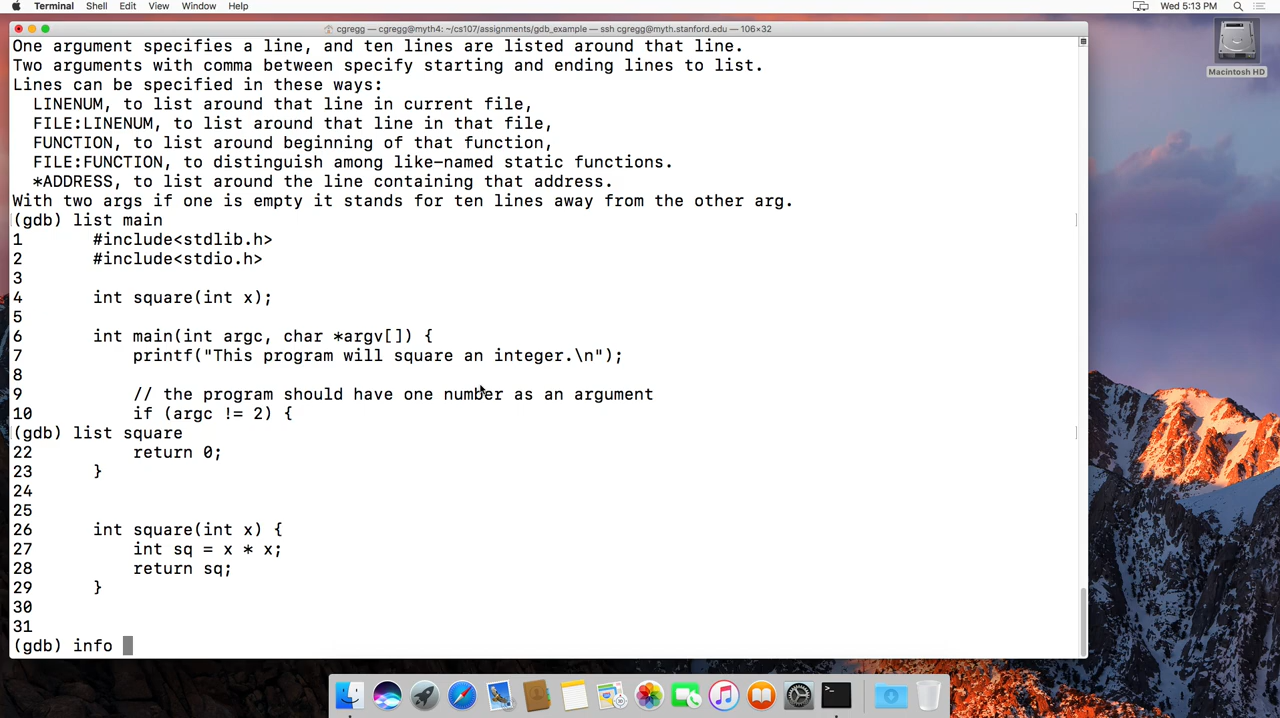 Terminal Shell Edit View Window Help Wed 5:13 PM
cgregg — cgregg@myth4: ~/cs107/assignments/gdb_example — ssh cgregg@myth.stanford.edu — 106×32
One argument specifies a line, and ten lines are listed around that line.
Two arguments with comma between specify starting and ending lines to list.
Lines can be specified in these ways:
  LINENUM, to list around that line in current file,
  FILE:LINENUM, to list around that line in that file,
  FUNCTION, to list around beginning of that function,
  FILE:FUNCTION, to distinguish among like-named static functions.
  *ADDRESS, to list around the line containing that address.
With two args if one is empty it stands for ten lines away from the other arg.
(gdb) list main
1       #include<stdlib.h>
2       #include<stdio.h>
3
4       int square(int x);
5
6       int main(int argc, char *argv[]) {
7           printf("This program will square an integer.\n");
8
9           // the program should have one number as an argument
10          if (argc != 2) {
(gdb) list square
22          return 0;
23      }
24
25
26      int square(int x) {
27          int sq = x * x;
28          return sq;
29      }
30
31
(gdb) info
Macintosh HD